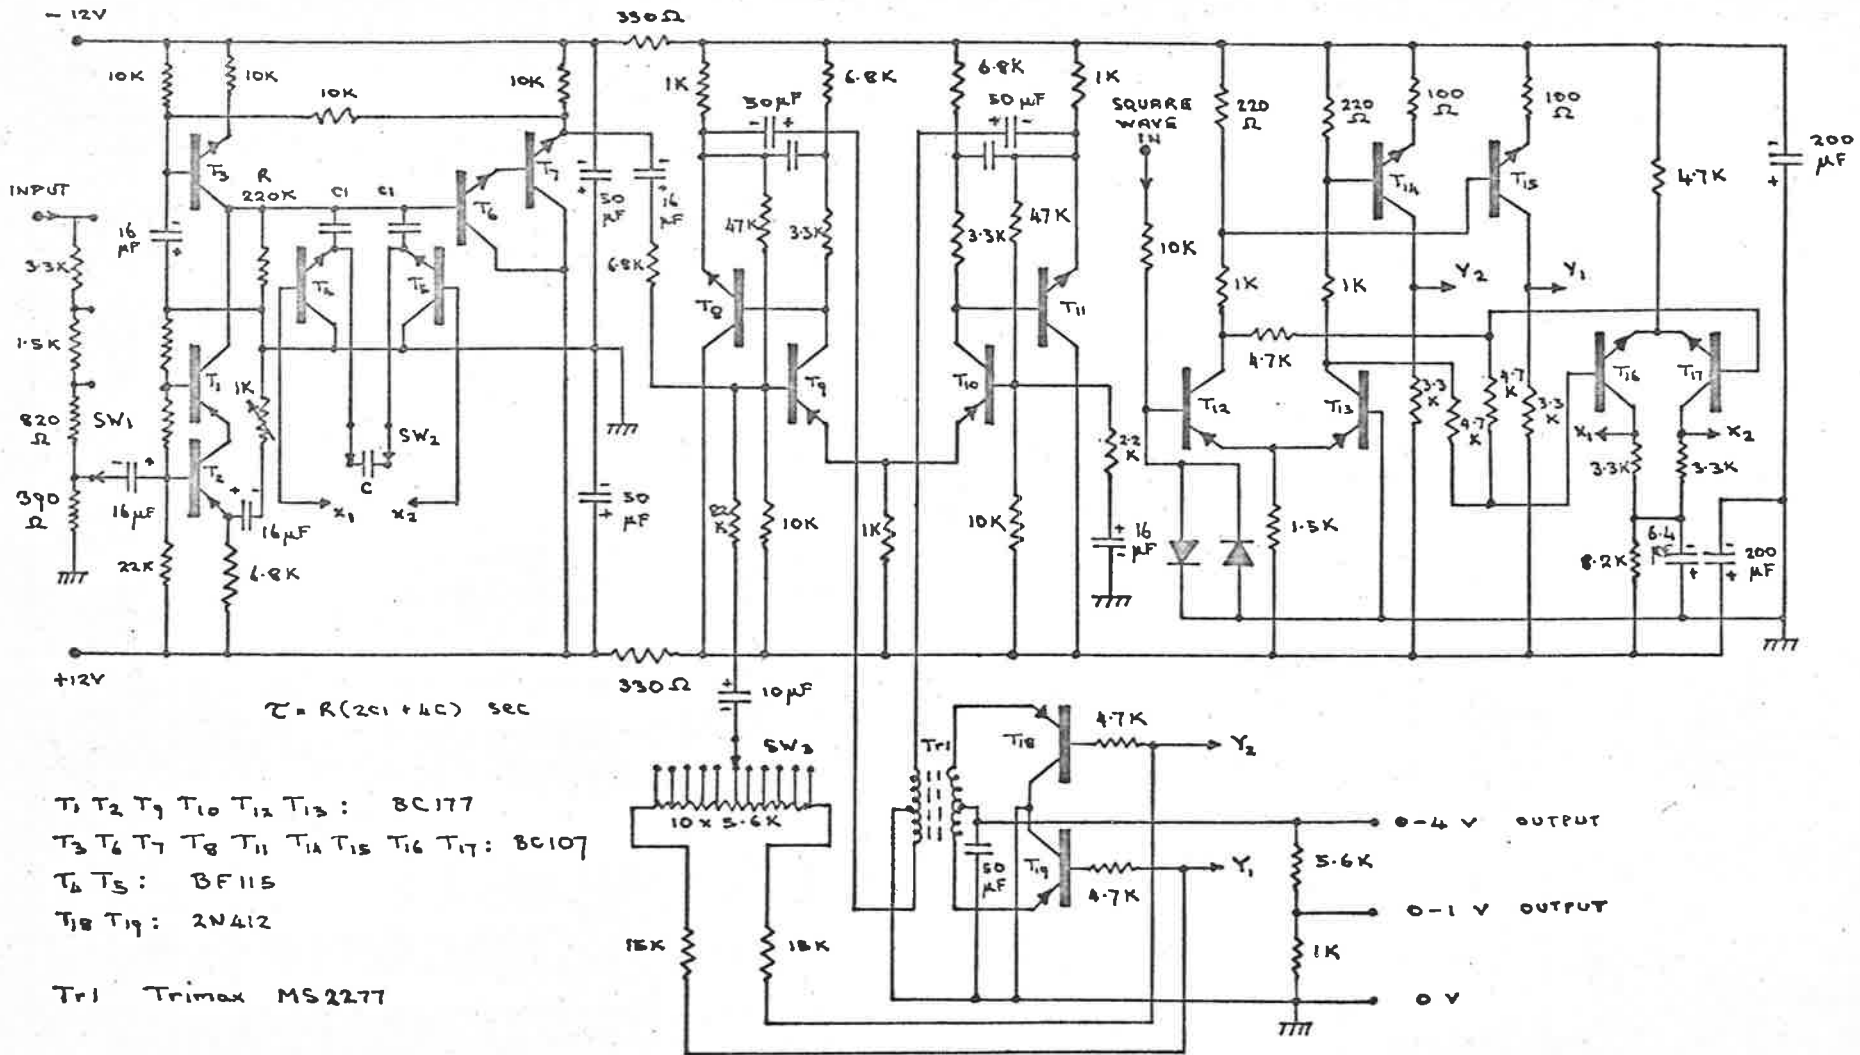 - 12V
330Ω
10K
10K
10K
10K
1K
6.8K
6.8K
1K
50μF
50μF
SQUARE
WAVE
IN
220
Ω
220
Ω
100
Ω
100
Ω
200
μF
INPUT
T3
R
220K
C1
C1
T6
T7
50
μF
16
μF
47K
3.3K
3.3K
47K
10K
T14
T15
4.7K
16
μF
3.3K
T4
T5
6.8K
T8
T11
1K
1K
Y2
Y1
1.5K
T1
1K
T9
T10
4.7K
T12
T13
3.3
K
4.7
K
4.7
K
3.3
K
T16
T17
820
Ω
SW1
SW2
C
2.2
K
X1
X2
3.3K
3.3K
390
Ω
16μF
T2
16μF
X1
X2
50
μF
82
K
10K
1K
10K
16
μF
1.5K
8.2K
6.4
μF
200
μF
22K
6.8K
+12V
330Ω
10μF
τ = R(2C1 + 4C) SEC
SW3
Tr1
T18
4.7K
Y2
10 x 5.6K
T1 T2 T9 T10 T12 T13 : BC177
T3 T6 T7 T8 T11 T14 T15 T16 T17 : BC107
T4 T5 : BF115
T18 T19 : 2N412
50
μF
T19
4.7K
Y1
0-4 V OUTPUT
5.6K
0-1 V OUTPUT
15K
15K
1K
0 V
Tr1 Trimax MS2277